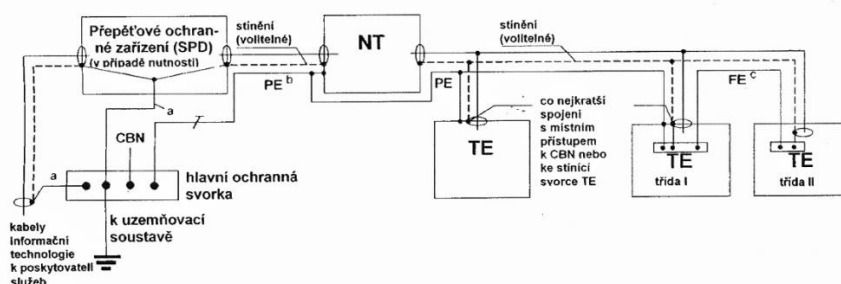 Přepěťové ochran-
né zařízení (SPD)
(v případě nutnosti)
stínění
(volitelné)
NT
stínění
(volitelné)
PE b
PE
FE c
a
CBN
a
hlavní ochranná
svorka
k uzemňovací
soustavě
kabely
informační
technologie
k poskytovateli
služeb
TE
co nejkratší
spojení
s místním
přístupem
k CBN nebo
ke stínicí
svorce TE
TE
třída I
TE
třída II